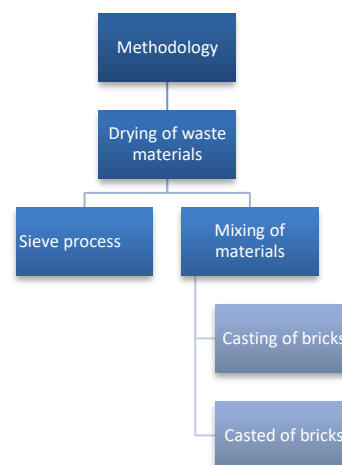 Methodology
Drying of waste
materials
Sieve process
Mixing of
materials
Casting of bricks
Casted of bricks